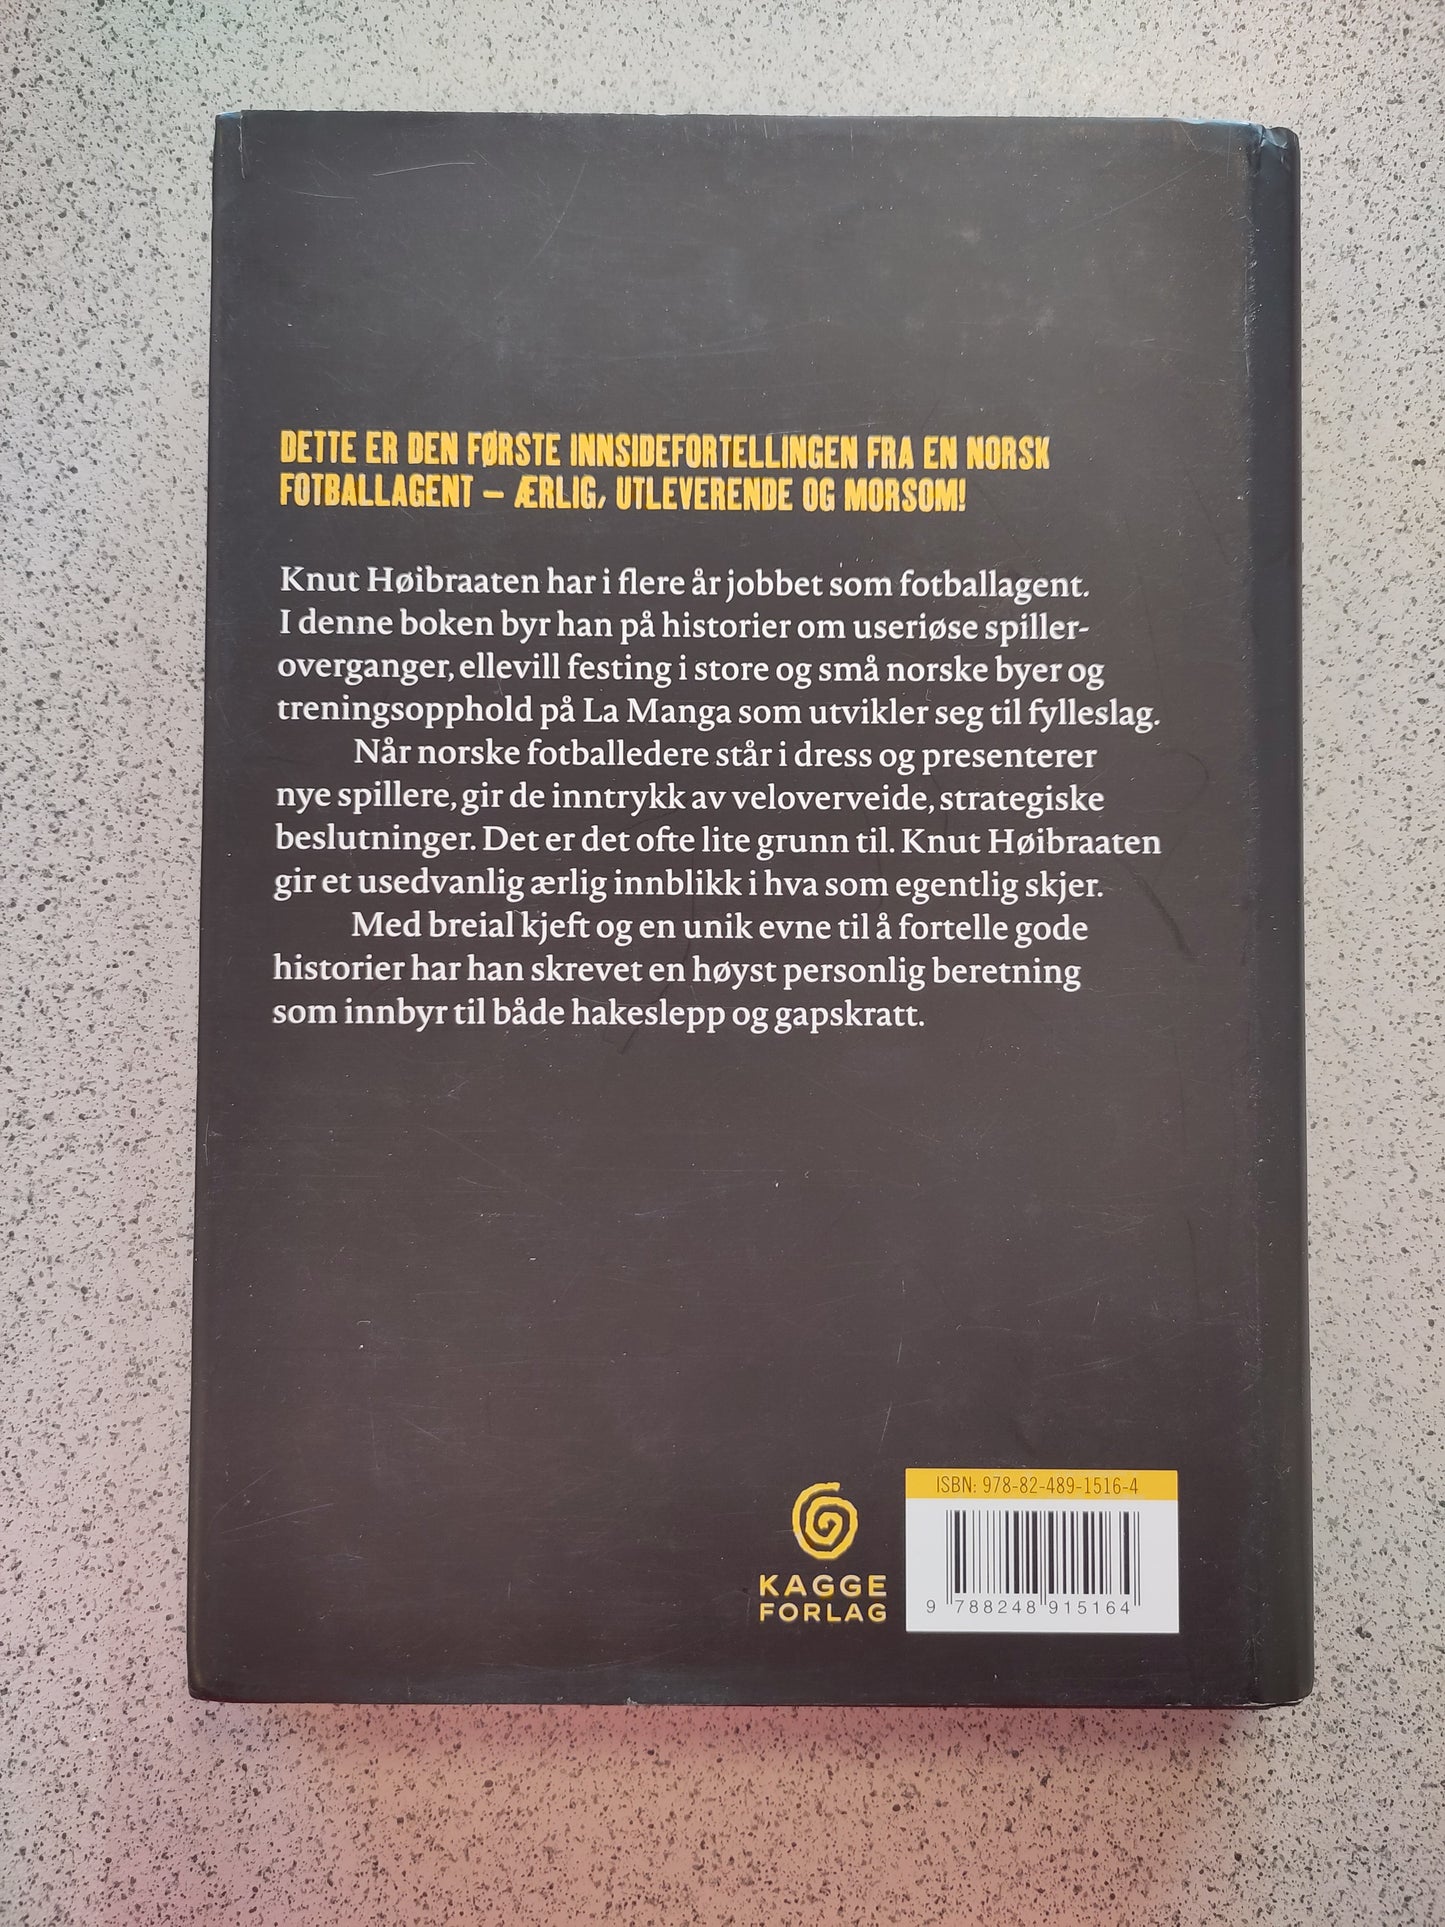 DETTE ER DEN FØRSTE INNSIDEFORTELLINGEN FRA EN NORSK
FOTBALLAGENT – ÆRLIG, UTLEVERENDE OG MORSOM!
Knut Høibraaten har i flere år jobbet som fotballagent.
I denne boken byr han på historier om useriøse spiller-
overganger, ellevill festing i store og små norske byer og
treningsopphold på La Manga som utvikler seg til fylleslag.
Når norske fotballedere står i dress og presenterer
nye spillere, gir de inntrykk av veloverveide, strategiske
beslutninger. Det er det ofte lite grunn til. Knut Høibraaten
gir et usedvanlig ærlig innblikk i hva som egentlig skjer.
Med breial kjeft og en unik evne til å fortelle gode
historier har han skrevet en høyst personlig beretning
som innbyr til både hakeslepp og gapskratt.
KAGGE
FORLAG
ISBN: 978-82-489-1516-4
9 788248 915164